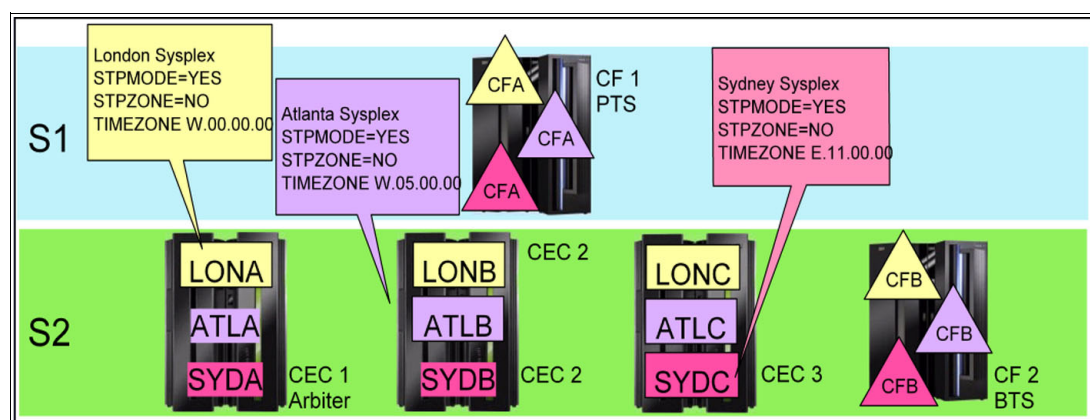 London Sysplex
STPMODE=YES
STPZONE=NO
TIMEZONE W.00.00.00
Atlanta Sysplex
STPMODE=YES
STPZONE=NO
TIMEZONE W.05.00.00
Sydney Sysplex
STPMODE=YES
STPZONE=NO
TIMEZONE E.11.00.00
S1
CFA
CFA
CFA
CF 1
PTS
S2
LONA
ATLA
SYDA
CEC 1
Arbiter
LONB
CEC 2
ATLB
SYDB
CEC 2
LONC
ATLC
SYDC
CEC 3
CFB
CFB
CFB
CF 2
BTS